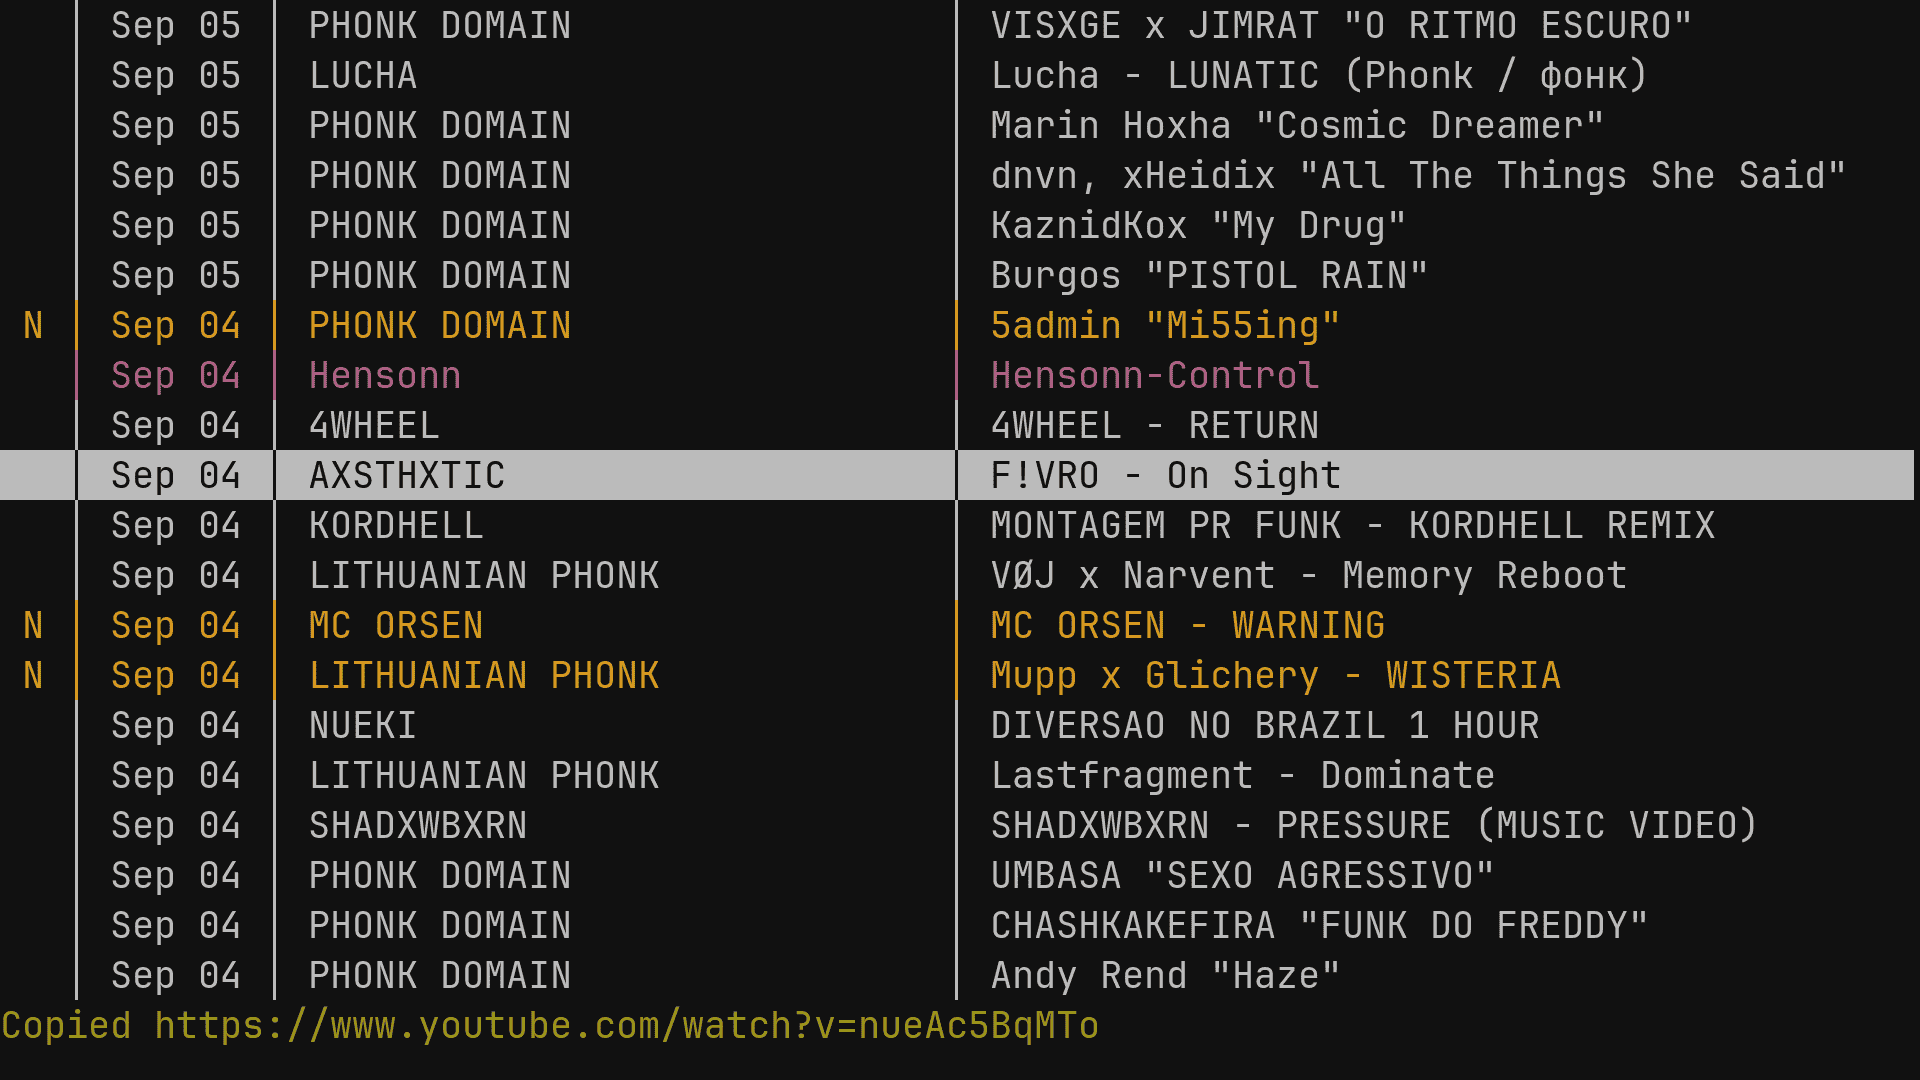 Sep 05 PHONK DOMAIN VISXGE x JIMRAT "O RITMO ESCURO"
Sep 05 LUCHA Lucha - LUNATIC (Phonk / фонк)
Sep 05 PHONK DOMAIN Marin Hoxha "Cosmic Dreamer"
Sep 05 PHONK DOMAIN dnvn, xHeidix "All The Things She Said"
Sep 05 PHONK DOMAIN KaznidKox "My Drug"
Sep 05 PHONK DOMAIN Burgos "PISTOL RAIN"
N Sep 04 PHONK DOMAIN 5admin "Mi55ing"
Sep 04 Hensonn Hensonn-Control
Sep 04 4WHEEL 4WHEEL - RETURN
Sep 04 AXSTHXTIC F!VRO - On Sight
Sep 04 KORDHELL MONTAGEM PR FUNK - KORDHELL REMIX
Sep 04 LITHUANIAN PHONK VØJ x Narvent - Memory Reboot
N Sep 04 MC ORSEN MC ORSEN - WARNING
N Sep 04 LITHUANIAN PHONK Mupp x Glichery - WISTERIA
Sep 04 NUEKI DIVERSAO NO BRAZIL 1 HOUR
Sep 04 LITHUANIAN PHONK Lastfragment - Dominate
Sep 04 SHADXWBXRN SHADXWBXRN - PRESSURE (MUSIC VIDEO)
Sep 04 PHONK DOMAIN UMBASA "SEXO AGRESSIVO"
Sep 04 PHONK DOMAIN CHASHKAKEFIRA "FUNK DO FREDDY"
Sep 04 PHONK DOMAIN Andy Rend "Haze"
Copied https://www.youtube.com/watch?v=nueAc5BqMTo